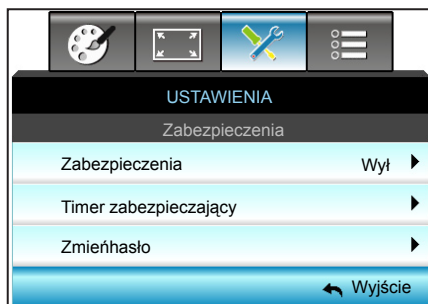 USTAWIENIA
Zabezpieczenia
Zabezpieczenia Wył
Timer zabezpieczający
Zmieńhasło
Wyjście